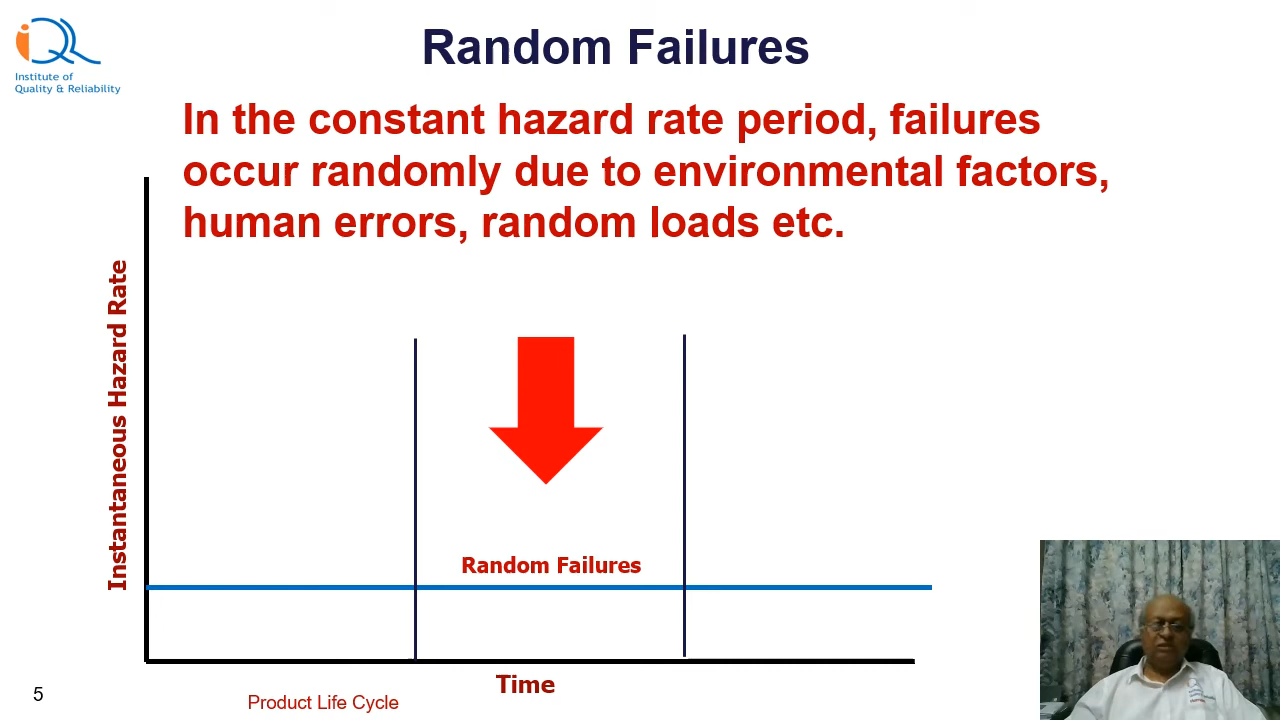 Random Failures
iQR
Institute of
Quality & Reliability
In the constant hazard rate period, failures
occur randomly due to environmental factors,
human errors, random loads etc.
Instantaneous Hazard Rate
Random Failures
Time
5
Product Life Cycle